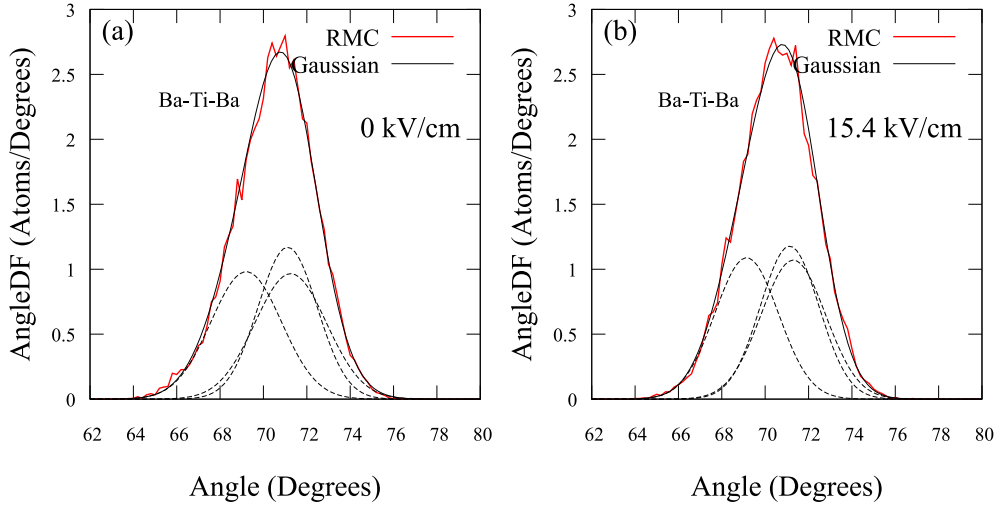 (a)
RMC
Gaussian
Ba-Ti-Ba
0 kV/cm
AngleDF (Atoms/Degrees)
3
2.5
2
1.5
1
0.5
0
62 64 66 68 70 72 74 76 78 80
Angle (Degrees)
(b)
RMC
Gaussian
Ba-Ti-Ba
15.4 kV/cm
AngleDF (Atoms/Degrees)
3
2.5
2
1.5
1
0.5
0
62 64 66 68 70 72 74 76 78 80
Angle (Degrees)